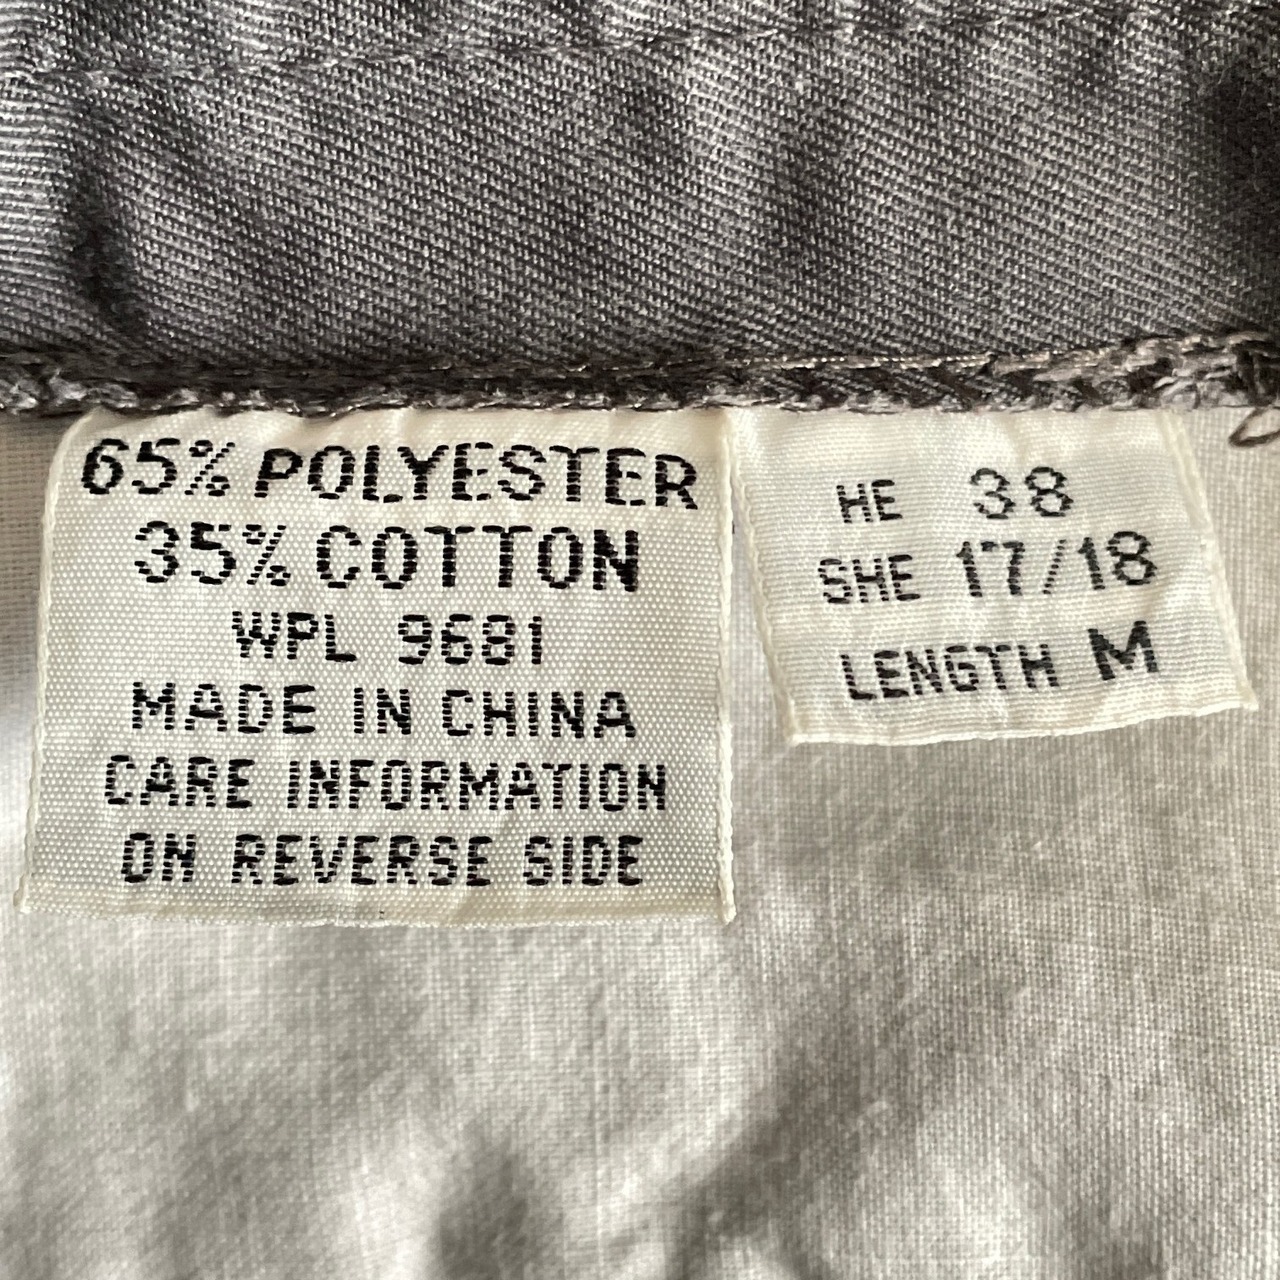 65% POLYESTER
35% COTTON
WPL 9681
MADE IN CHINA
CARE INFORMATION
ON REVERSE SIDE
HE 38
SHE 17/18
LENGTH M